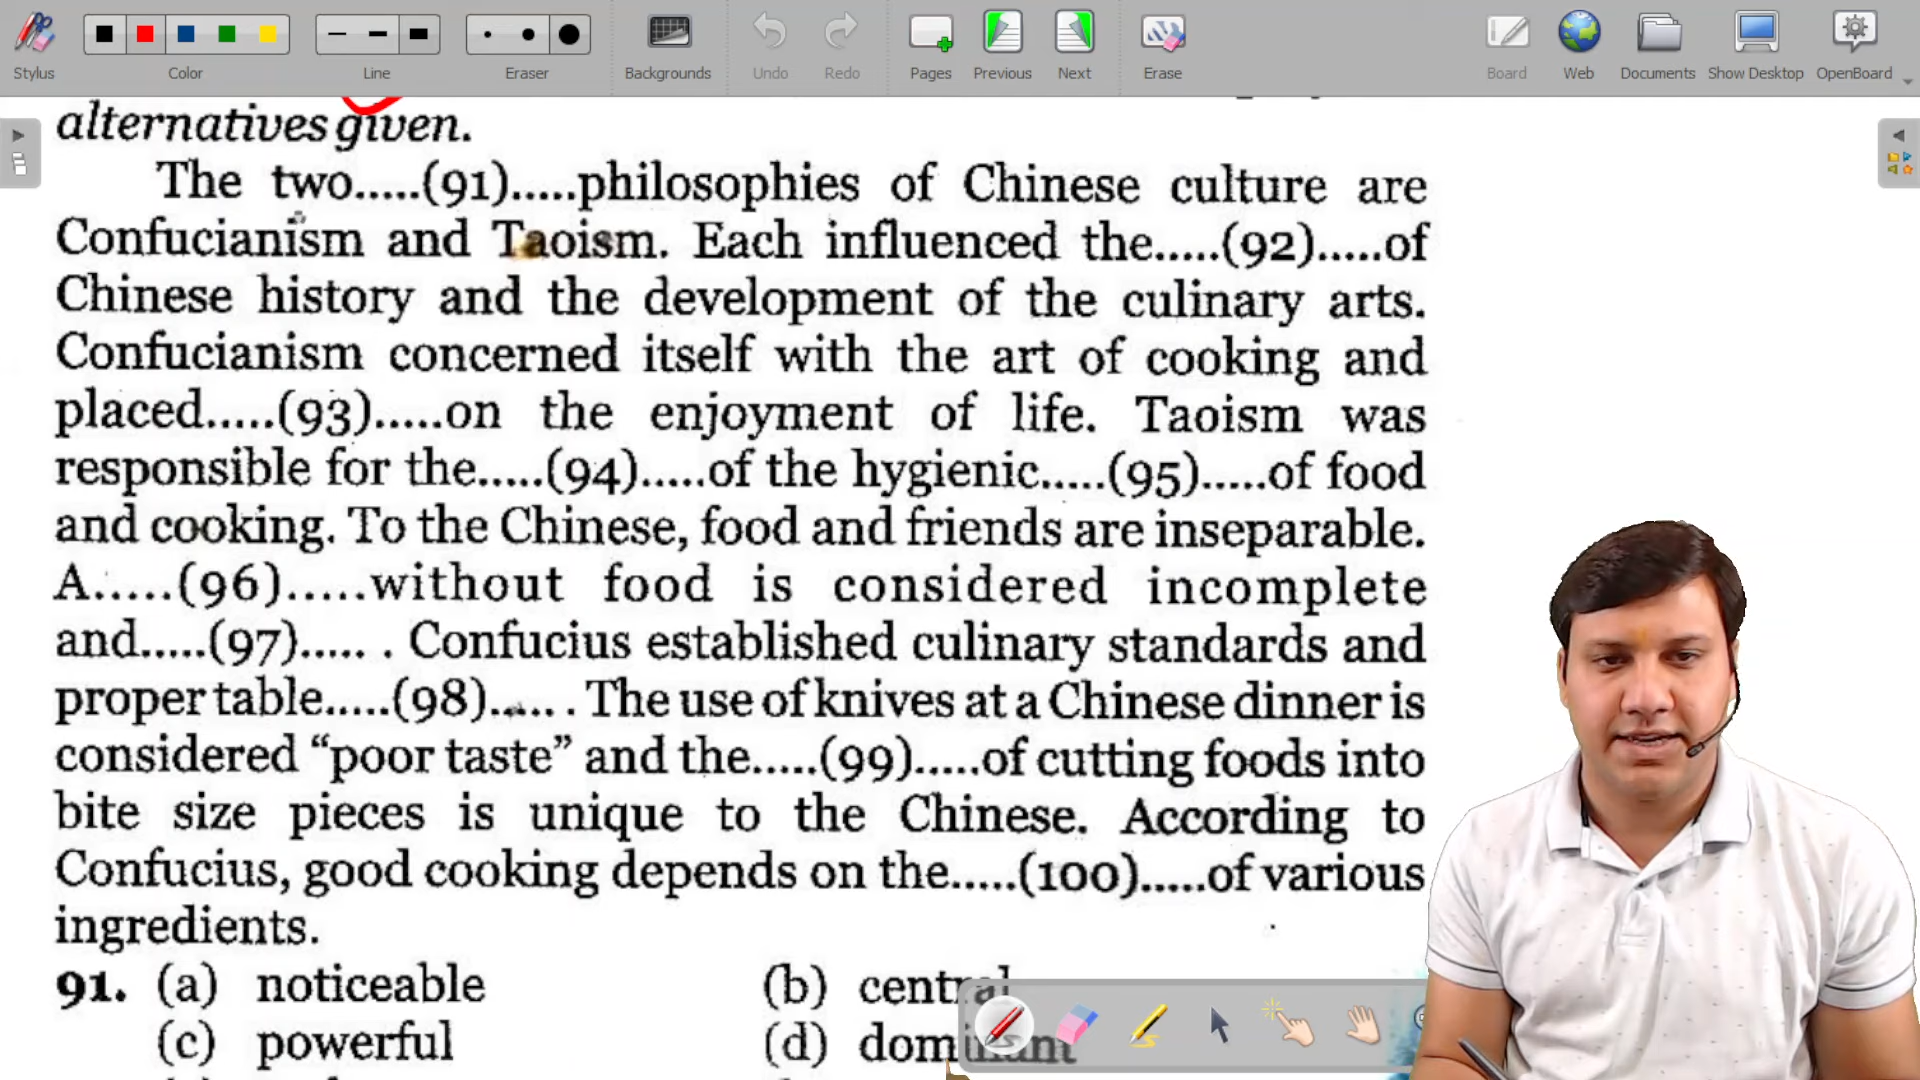 Stylus
Color
Line
Eraser
Backgrounds
Undo
Redo
Pages
Previous
Next
Erase
Board
Web
Documents
Show Desktop
OpenBoard
alternatives given.
The two.....(91).....philosophies of Chinese culture are
Confucianism and Taoism. Each influenced the.....(92).....of
Chinese history and the development of the culinary arts.
Confucianism concerned itself with the art of cooking and
placed.....(93).....on the enjoyment of life. Taoism was
responsible for the.....(94).....of the hygienic.....(95).....of food
and cooking. To the Chinese, food and friends are inseparable.
A.....(96).....without food is considered incomplete
and.....(97)..... . Confucius established culinary standards and
proper table.....(98)..... . The use of knives at a Chinese dinner is
considered “poor taste” and the.....(99).....of cutting foods into
bite size pieces is unique to the Chinese. According to
Confucius, good cooking depends on the.....(100).....of various
ingredients.
91. (a) noticeable (b) central
(c) powerful (d) dominant